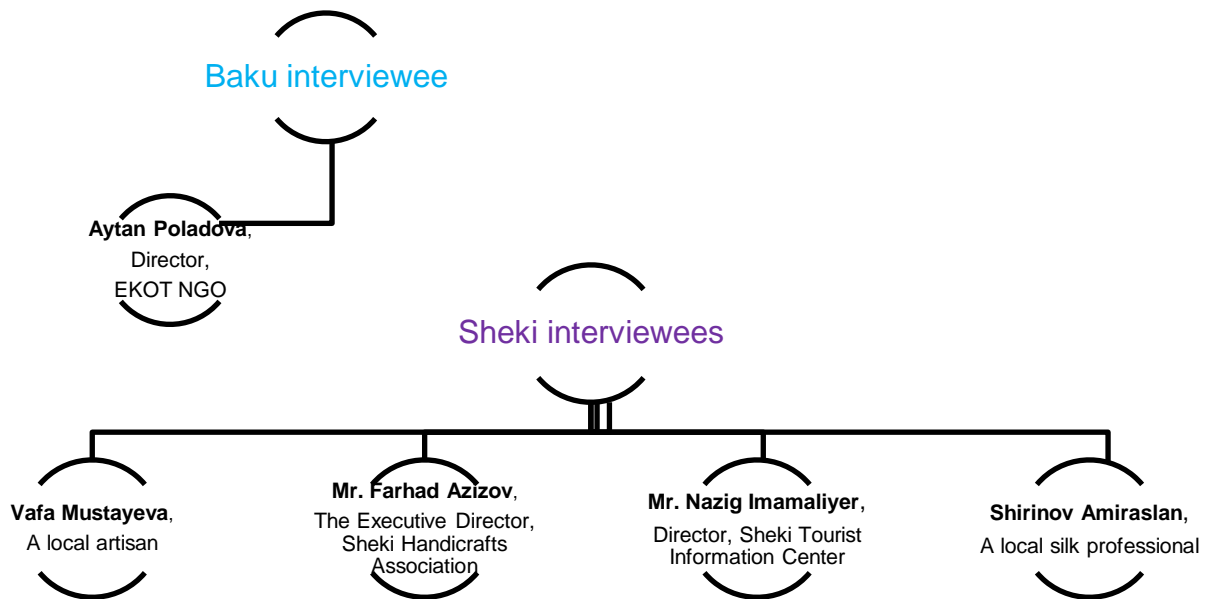 Baku interviewee
Aytan Poladova,
Director,
EKOT NGO
Sheki interviewees
Vafa Mustayeva,
A local artisan
Mr. Farhad Azizov,
The Executive Director,
Sheki Handicrafts
Association
Mr. Nazig Imamaliyer,
Director, Sheki Tourist
Information Center
Shirinov Amiraslan,
A local silk professional